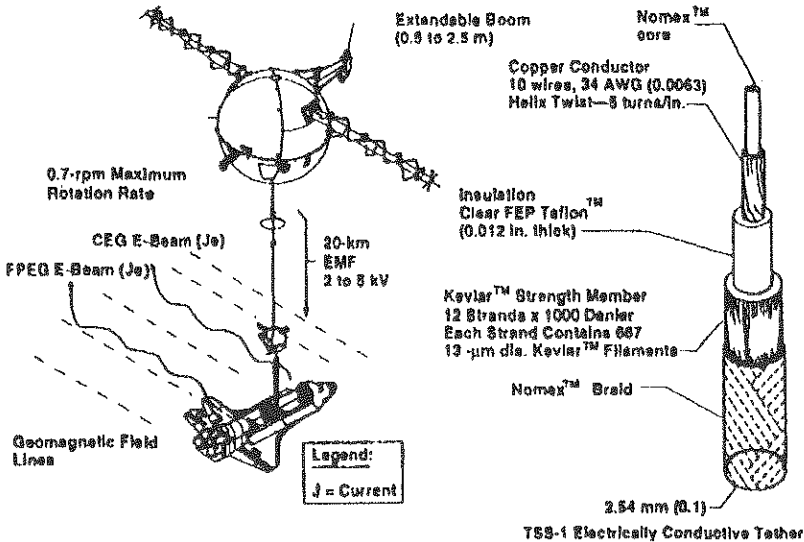 Extendable Boom
(0.5 to 2.5 m)
0.7-rpm Maximum
Rotation Rate
CEG E-Beam (Je)
FPEG E-Beam (Je)
20-km
EMF
2 to 5 kV
Geomagnetic Field
Lines
Legend:
J = Current
Nomex™
core
Copper Conductor
10 wires, 34 AWG (0.0063)
Helix Twist—5 turns/in.
Insulation
Clear FEP Teflon™
(0.012 in. thick)
Kevlar™ Strength Member
12 Strands x 1000 Denier
Each Strand Contains 667
13 -µm dia. Kevlar™ Filaments
Nomex™ Braid
2.54 mm (0.1)
TSS-1 Electrically Conductive Tether